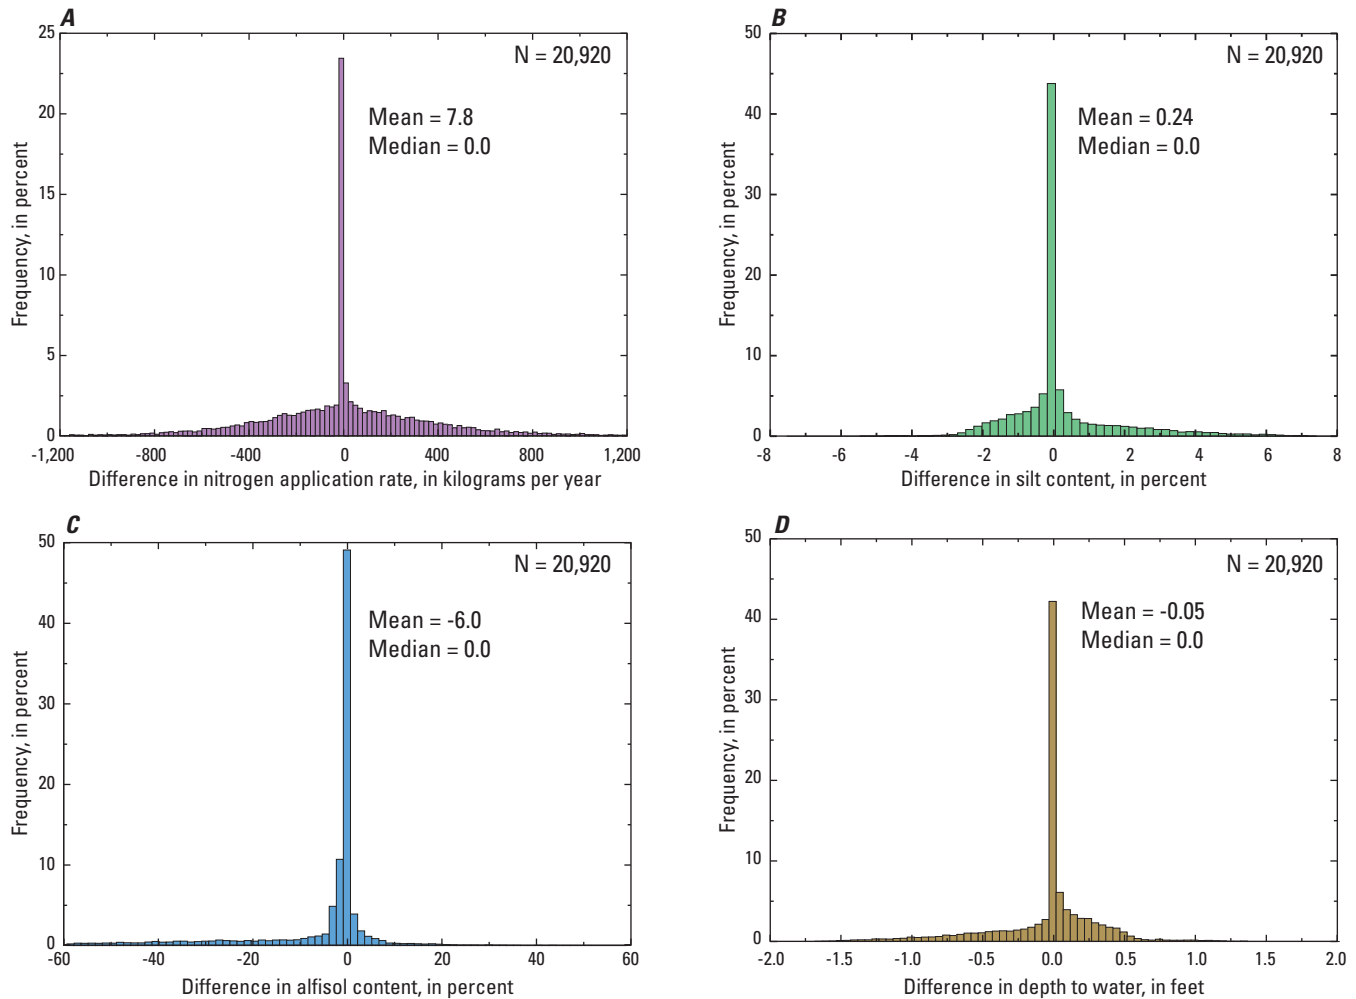 A
25
20
15
10
5
0
N = 20,920
Mean = 7.8
Median = 0.0
Frequency, in percent
-1,200 -800 -400 0 400 800 1,200
Difference in nitrogen application rate, in kilograms per year
B
50
40
30
20
10
0
N = 20,920
Mean = 0.24
Median = 0.0
Frequency, in percent
-8 -6 -4 -2 0 2 4 6 8
Difference in silt content, in percent
C
50
40
30
20
10
0
N = 20,920
Mean = -6.0
Median = 0.0
Frequency, in percent
-60 -40 -20 0 20 40 60
Difference in alfisol content, in percent
D
50
40
30
20
10
0
N = 20,920
Mean = -0.05
Median = 0.0
Frequency, in percent
-2.0 -1.5 -1.0 -0.5 0.0 0.5 1.0 1.5 2.0
Difference in depth to water, in feet